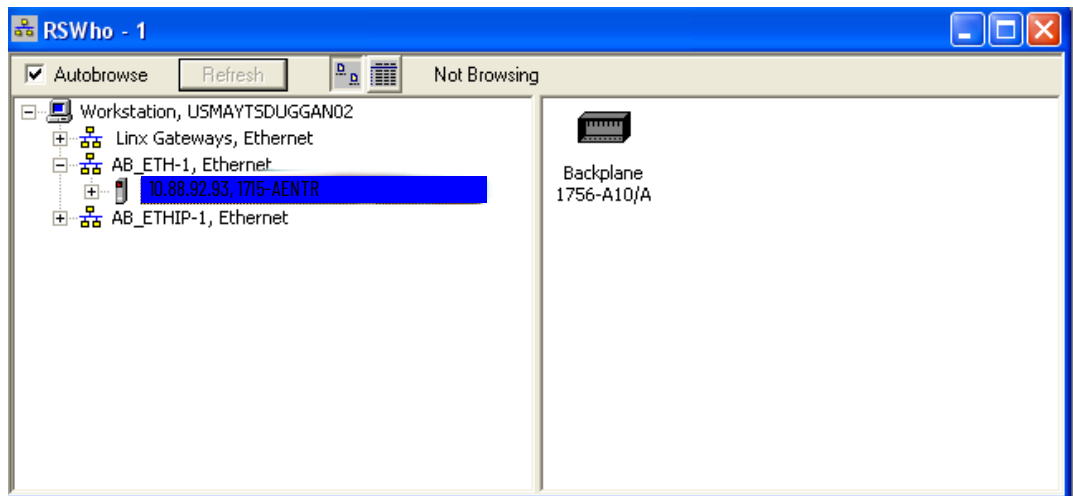 RSWho - 1
Autobrowse Refresh Not Browsing
Workstation, USMAYTSDUGGAN02
Linx Gateways, Ethernet
AB_ETH-1, Ethernet
10.88.92.93, 1715-AENTR
AB_ETHIP-1, Ethernet
Backplane
1756-A10/A